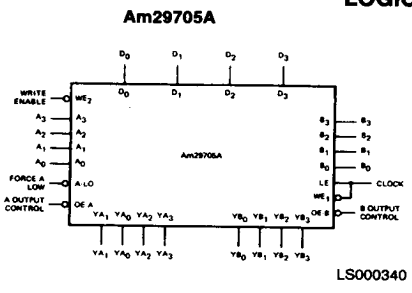 LOGIC
Am29705A
D0 D1 D2 D3
D0 D1 D2 D3
WRITE ENABLE WE2
A3 A3 B3 B3
A2 A2 B2 B2
A1 A1 Am29705A B1 B1
A0 A0 B0 B0
FORCE A LOW A-LO LE CLOCK
WE1
A OUTPUT CONTROL OE A OE B B OUTPUT CONTROL
YA1 YA0 YA2 YA3 YB0 YB1 YB2 YB3
YA1 YA0 YA2 YA3 YB0 YB1 YB2 YB3
LS000340